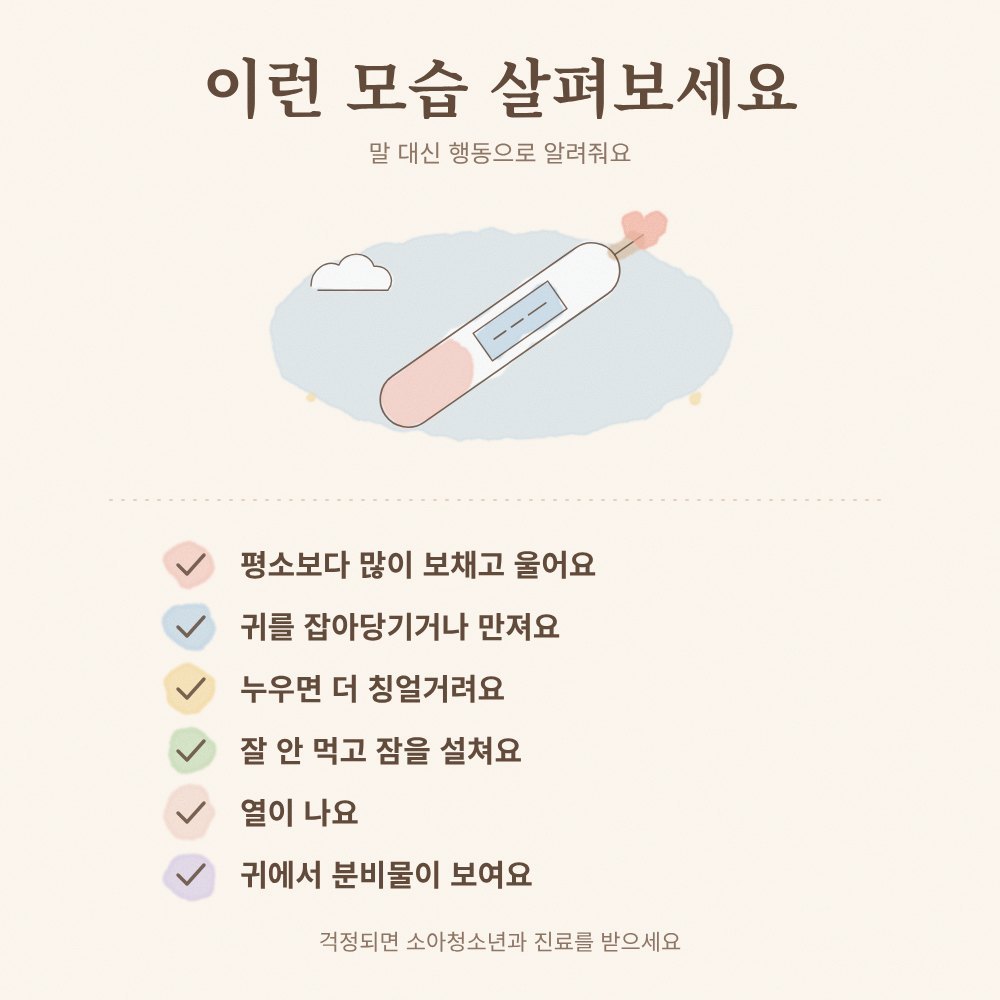 이런 모습 살펴보세요
말 대신 행동으로 알려줘요
평소보다 많이 보채고 울어요
귀를 잡아당기거나 만져요
누우면 더 칭얼거려요
잘 안 먹고 잠을 설쳐요
열이 나요
귀에서 분비물이 보여요
걱정되면 소아청소년과 진료를 받으세요